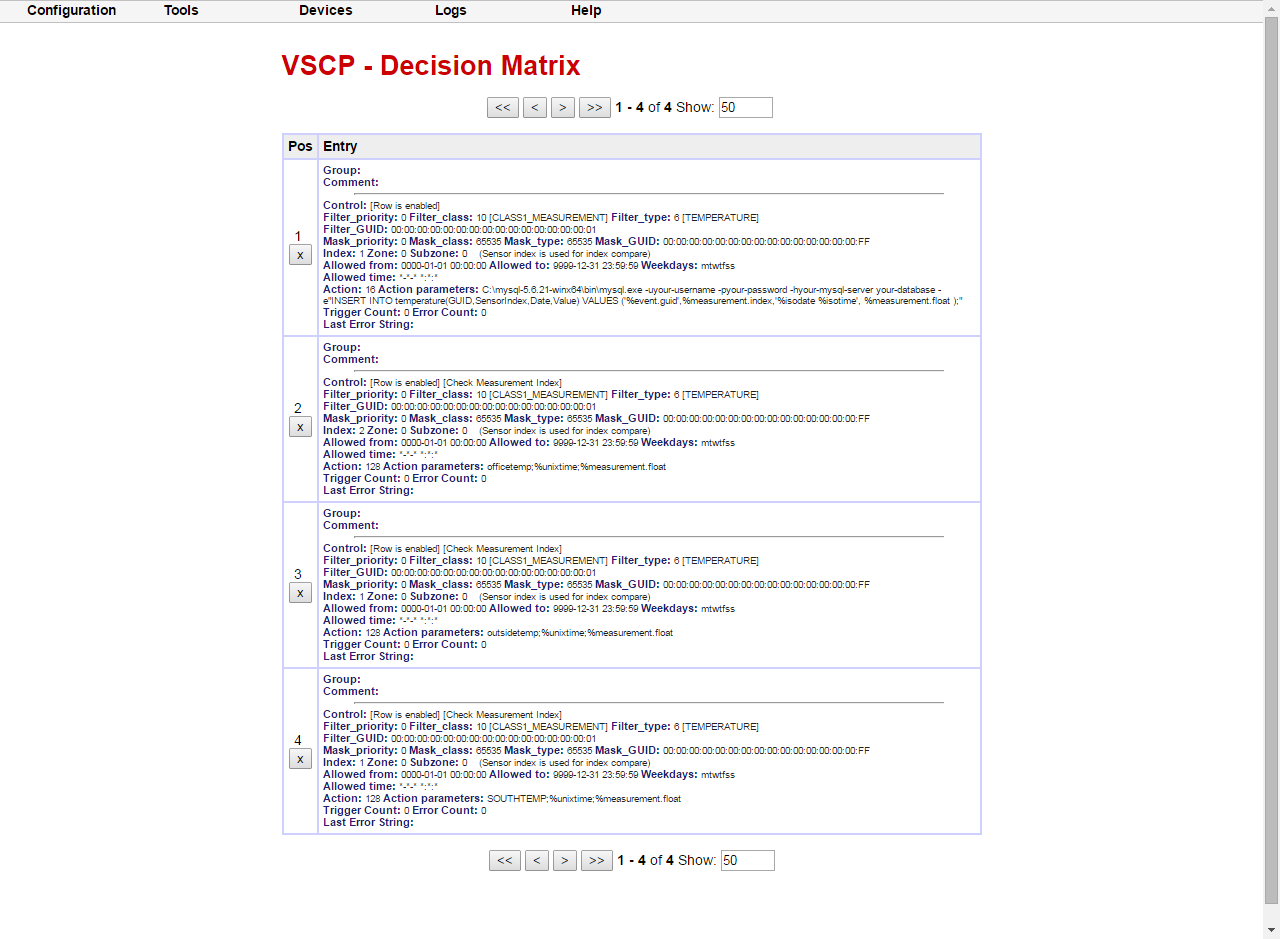 Configuration Tools Devices Logs Help
VSCP - Decision Matrix
<< < > >> 1 - 4 of 4 Show: 50
Pos Entry
Group:
Comment:
Control: [Row is enabled]
Filter_priority: 0 Filter_class: 10 [CLASS1_MEASUREMENT] Filter_type: 6 [TEMPERATURE]
Filter_GUID: 00:00:00:00:00:00:00:00:00:00:00:00:00:00:00:01
1
Mask_priority: 0 Mask_class: 65535 Mask_type: 65535 Mask_GUID: 00:00:00:00:00:00:00:00:00:00:00:00:00:00:00:FF
x
Index: 1 Zone: 0 Subzone: 0 (Sensor index is used for index compare)
Allowed from: 0000-01-01 00:00:00 Allowed to: 9999-12-31 23:59:59 Weekdays: mtwtfss
Allowed time: *-*-* *:*:*
Action: 16 Action parameters: C:\mysql-5.6.21-winx64\bin\mysql.exe -uyour-username -pyour-password -hyour-mysql-server your-database -
e"INSERT INTO temperature(GUID,SensorIndex,Date,Value) VALUES ('%event.guid',%measurement.index,'%isodate %isotime', %measurement.float );"
Trigger Count: 0 Error Count: 0
Last Error String:
Group:
Comment:
Control: [Row is enabled] [Check Measurement Index]
Filter_priority: 0 Filter_class: 10 [CLASS1_MEASUREMENT] Filter_type: 6 [TEMPERATURE]
2
Filter_GUID: 00:00:00:00:00:00:00:00:00:00:00:00:00:00:00:01
Mask_priority: 0 Mask_class: 65535 Mask_type: 65535 Mask_GUID: 00:00:00:00:00:00:00:00:00:00:00:00:00:00:00:FF
x
Index: 2 Zone: 0 Subzone: 0 (Sensor index is used for index compare)
Allowed from: 0000-01-01 00:00:00 Allowed to: 9999-12-31 23:59:59 Weekdays: mtwtfss
Allowed time: *-*-* *:*:*
Action: 128 Action parameters: officetemp;%unixtime;%measurement.float
Trigger Count: 0 Error Count: 0
Last Error String:
Group:
Comment:
Control: [Row is enabled] [Check Measurement Index]
Filter_priority: 0 Filter_class: 10 [CLASS1_MEASUREMENT] Filter_type: 6 [TEMPERATURE]
3
Filter_GUID: 00:00:00:00:00:00:00:00:00:00:00:00:00:00:00:01
Mask_priority: 0 Mask_class: 65535 Mask_type: 65535 Mask_GUID: 00:00:00:00:00:00:00:00:00:00:00:00:00:00:00:FF
x
Index: 1 Zone: 0 Subzone: 0 (Sensor index is used for index compare)
Allowed from: 0000-01-01 00:00:00 Allowed to: 9999-12-31 23:59:59 Weekdays: mtwtfss
Allowed time: *-*-* *:*:*
Action: 128 Action parameters: outsidetemp;%unixtime;%measurement.float
Trigger Count: 0 Error Count: 0
Last Error String:
Group:
Comment:
Control: [Row is enabled] [Check Measurement Index]
Filter_priority: 0 Filter_class: 10 [CLASS1_MEASUREMENT] Filter_type: 6 [TEMPERATURE]
4
Filter_GUID: 00:00:00:00:00:00:00:00:00:00:00:00:00:00:00:01
Mask_priority: 0 Mask_class: 65535 Mask_type: 65535 Mask_GUID: 00:00:00:00:00:00:00:00:00:00:00:00:00:00:00:FF
x
Index: 1 Zone: 0 Subzone: 0 (Sensor index is used for index compare)
Allowed from: 0000-01-01 00:00:00 Allowed to: 9999-12-31 23:59:59 Weekdays: mtwtfss
Allowed time: *-*-* *:*:*
Action: 128 Action parameters: SOUTHTEMP;%unixtime;%measurement.float
Trigger Count: 0 Error Count: 0
Last Error String:
<< < > >> 1 - 4 of 4 Show: 50